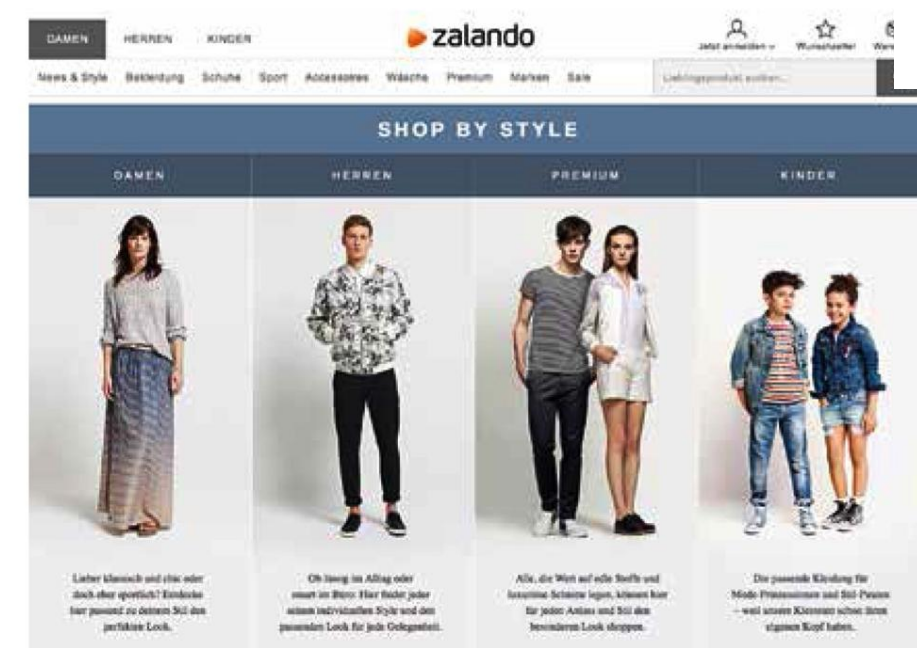 DAMEN HERREN KINDER zalando Jetzt anmelden Wunschzettel
News & Style Bekleidung Schuhe Sport Accessoires Wäsche Premium Marken Sale Lieblingsprodukt suchen...
SHOP BY STYLE
DAMEN HERREN PREMIUM KINDER
Lieber klassisch und chic oder
doch eher sportlich? Entdecke
hier passend zu deinem Stil den
perfekten Look.
Ob lässig im Alltag oder
smart im Büro: Hier findet jeder
seinen individuellen Style und den
passenden Look für jede Gelegenheit.
Alle, die Wert auf edle Stoffe und
luxuriöse Schnitte legen, können hier
für jeden Anlass und Stil den
besonderen Look shoppen.
Die passende Kleidung für
Mode-Prinzessinnen und Stil-Piraten
– weil unsere Kleinsten schon ihren
eigenen Kopf haben.